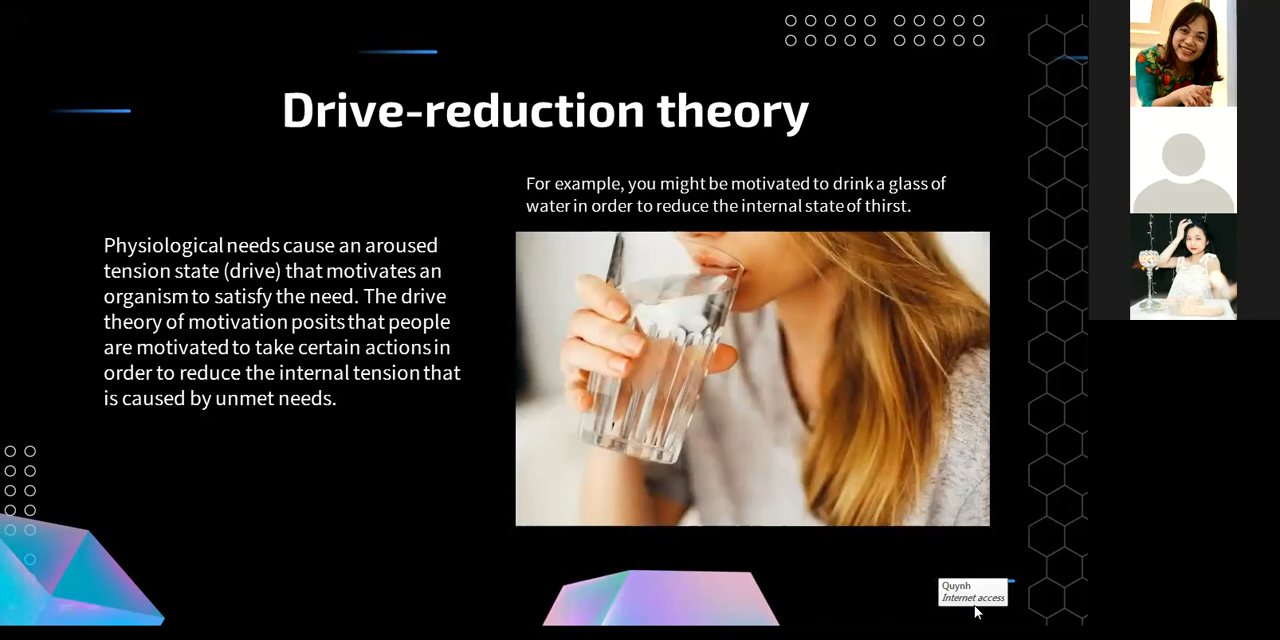 Drive-reduction theory
For example, you might be motivated to drink a glass of
water in order to reduce the internal state of thirst.
Physiological needs cause an aroused
tension state (drive) that motivates an
organism to satisfy the need. The drive
theory of motivation posits that people
are motivated to take certain actions in
order to reduce the internal tension that
is caused by unmet needs.
Quynh
Internet access